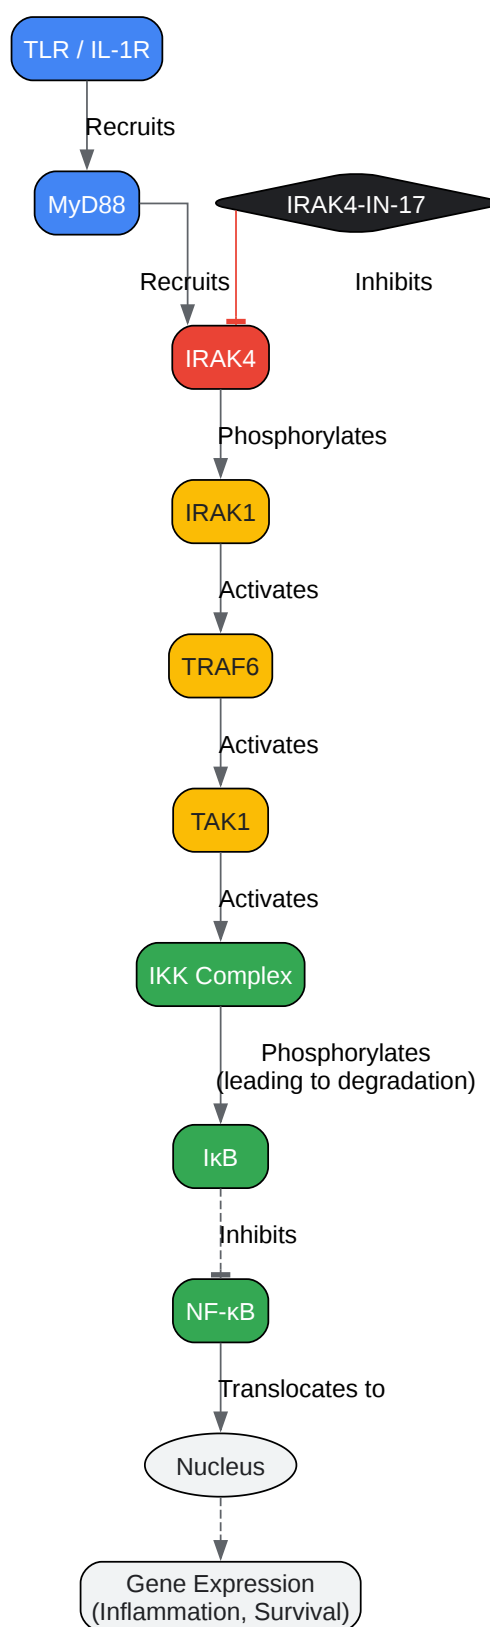 TLR / IL-1R
Recruits
MyD88
IRAK4-IN-17
Recruits
Inhibits
IRAK4
Phosphorylates
IRAK1
Activates
TRAF6
Activates
TAK1
Activates
IKK Complex
Phosphorylates
(leading to degradation)
IκB
Inhibits
NF-κB
Translocates to
Nucleus
Gene Expression
(Inflammation, Survival)